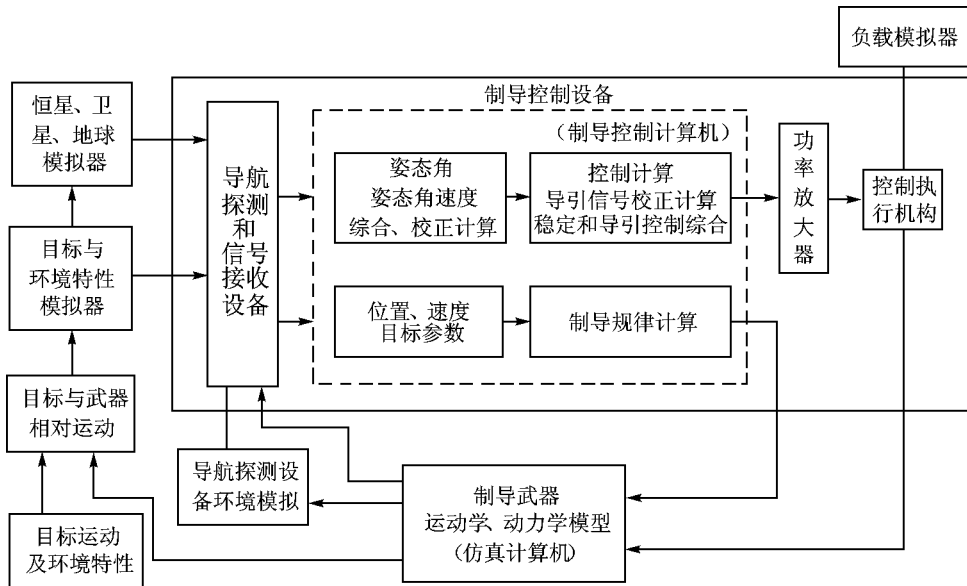 负载模拟器
制导控制设备
(制导控制计算机)
恒星、卫
星、地球
模拟器
导航
探测
和
信号
接收
设备
姿态角
姿态角速度
综合、校正计算
控制计算
导引信号校正计算
稳定和导引控制综合
功
率
放
大
器
控制执
行机构
目标与
环境特性
模拟器
位置、速度
目标参数
制导规律计算
目标与武器
相对运动
导航探测设
备环境模拟
制导武器
运动学、动力学模型
(仿真计算机)
目标运动
及环境特性